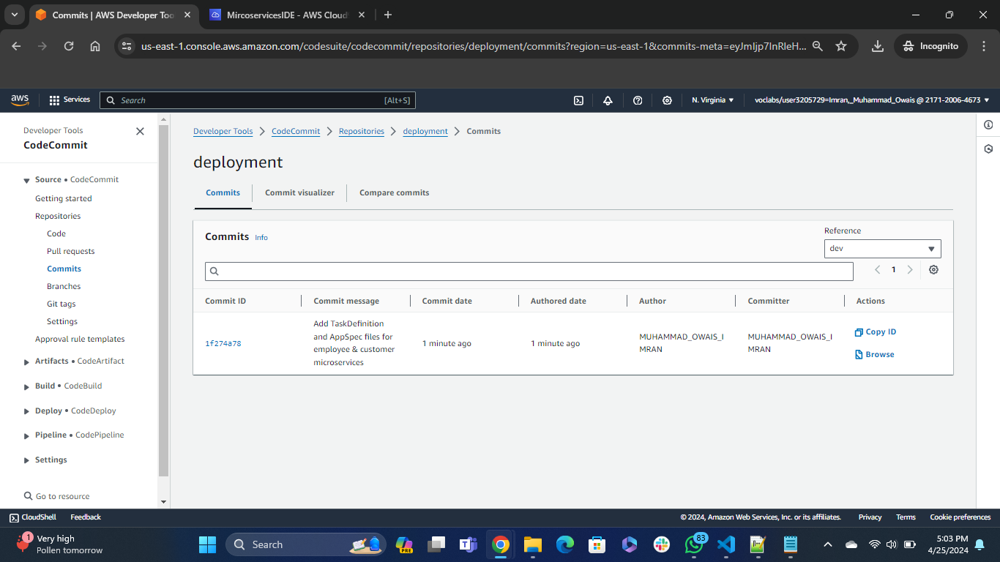 Commits | AWS Developer Too
MircoservicesIDE - AWS Cloud
us-east-1.console.aws.amazon.com/codesuite/codecommit/repositories/deployment/commits?region=us-east-1&commits-meta=eyJmIjp7InRleH...
Incognito
aws
Services
Search
[Alt+S]
N. Virginia
voclabs/user3205729=Imran,_Muhammad_Owais @ 2171-2006-4673
Developer Tools
CodeCommit
Source • CodeCommit
Getting started
Repositories
Code
Pull requests
Commits
Branches
Git tags
Settings
Approval rule templates
Artifacts • CodeArtifact
Build • CodeBuild
Deploy • CodeDeploy
Pipeline • CodePipeline
Settings
Go to resource
Developer Tools > CodeCommit > Repositories > deployment > Commits
deployment
Commits
Commit visualizer
Compare commits
Commits Info
Reference
dev
1
Commit ID
Commit message
Commit date
Authored date
Author
Committer
Actions
1f274a78
Add TaskDefinition
and AppSpec files for
employee & customer
microservices
1 minute ago
1 minute ago
MUHAMMAD_OWAIS_I
MRAN
MUHAMMAD_OWAIS_I
MRAN
Copy ID
Browse
CloudShell
Feedback
© 2024, Amazon Web Services, Inc. or its affiliates.
Privacy
Terms
Cookie preferences
1
Very high
Pollen tomorrow
Search
PRE
83
5:03 PM
4/25/2024